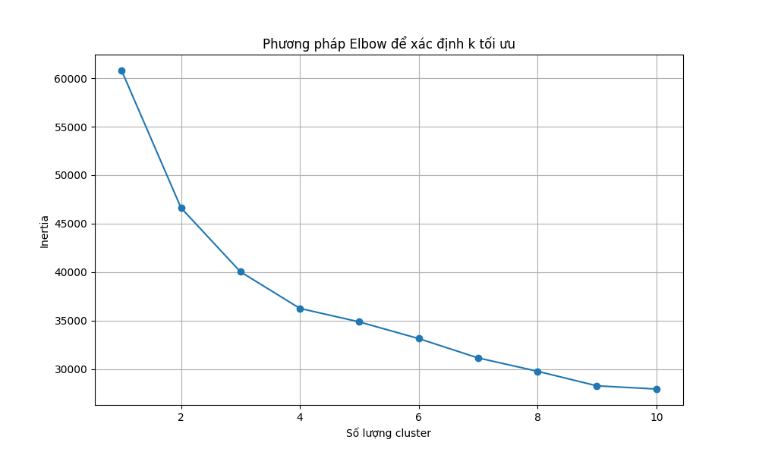 Phương pháp Elbow để xác định k tối ưu
60000
55000
50000
45000
40000
35000
30000
Inertia
2 4 6 8 10
Số lượng cluster